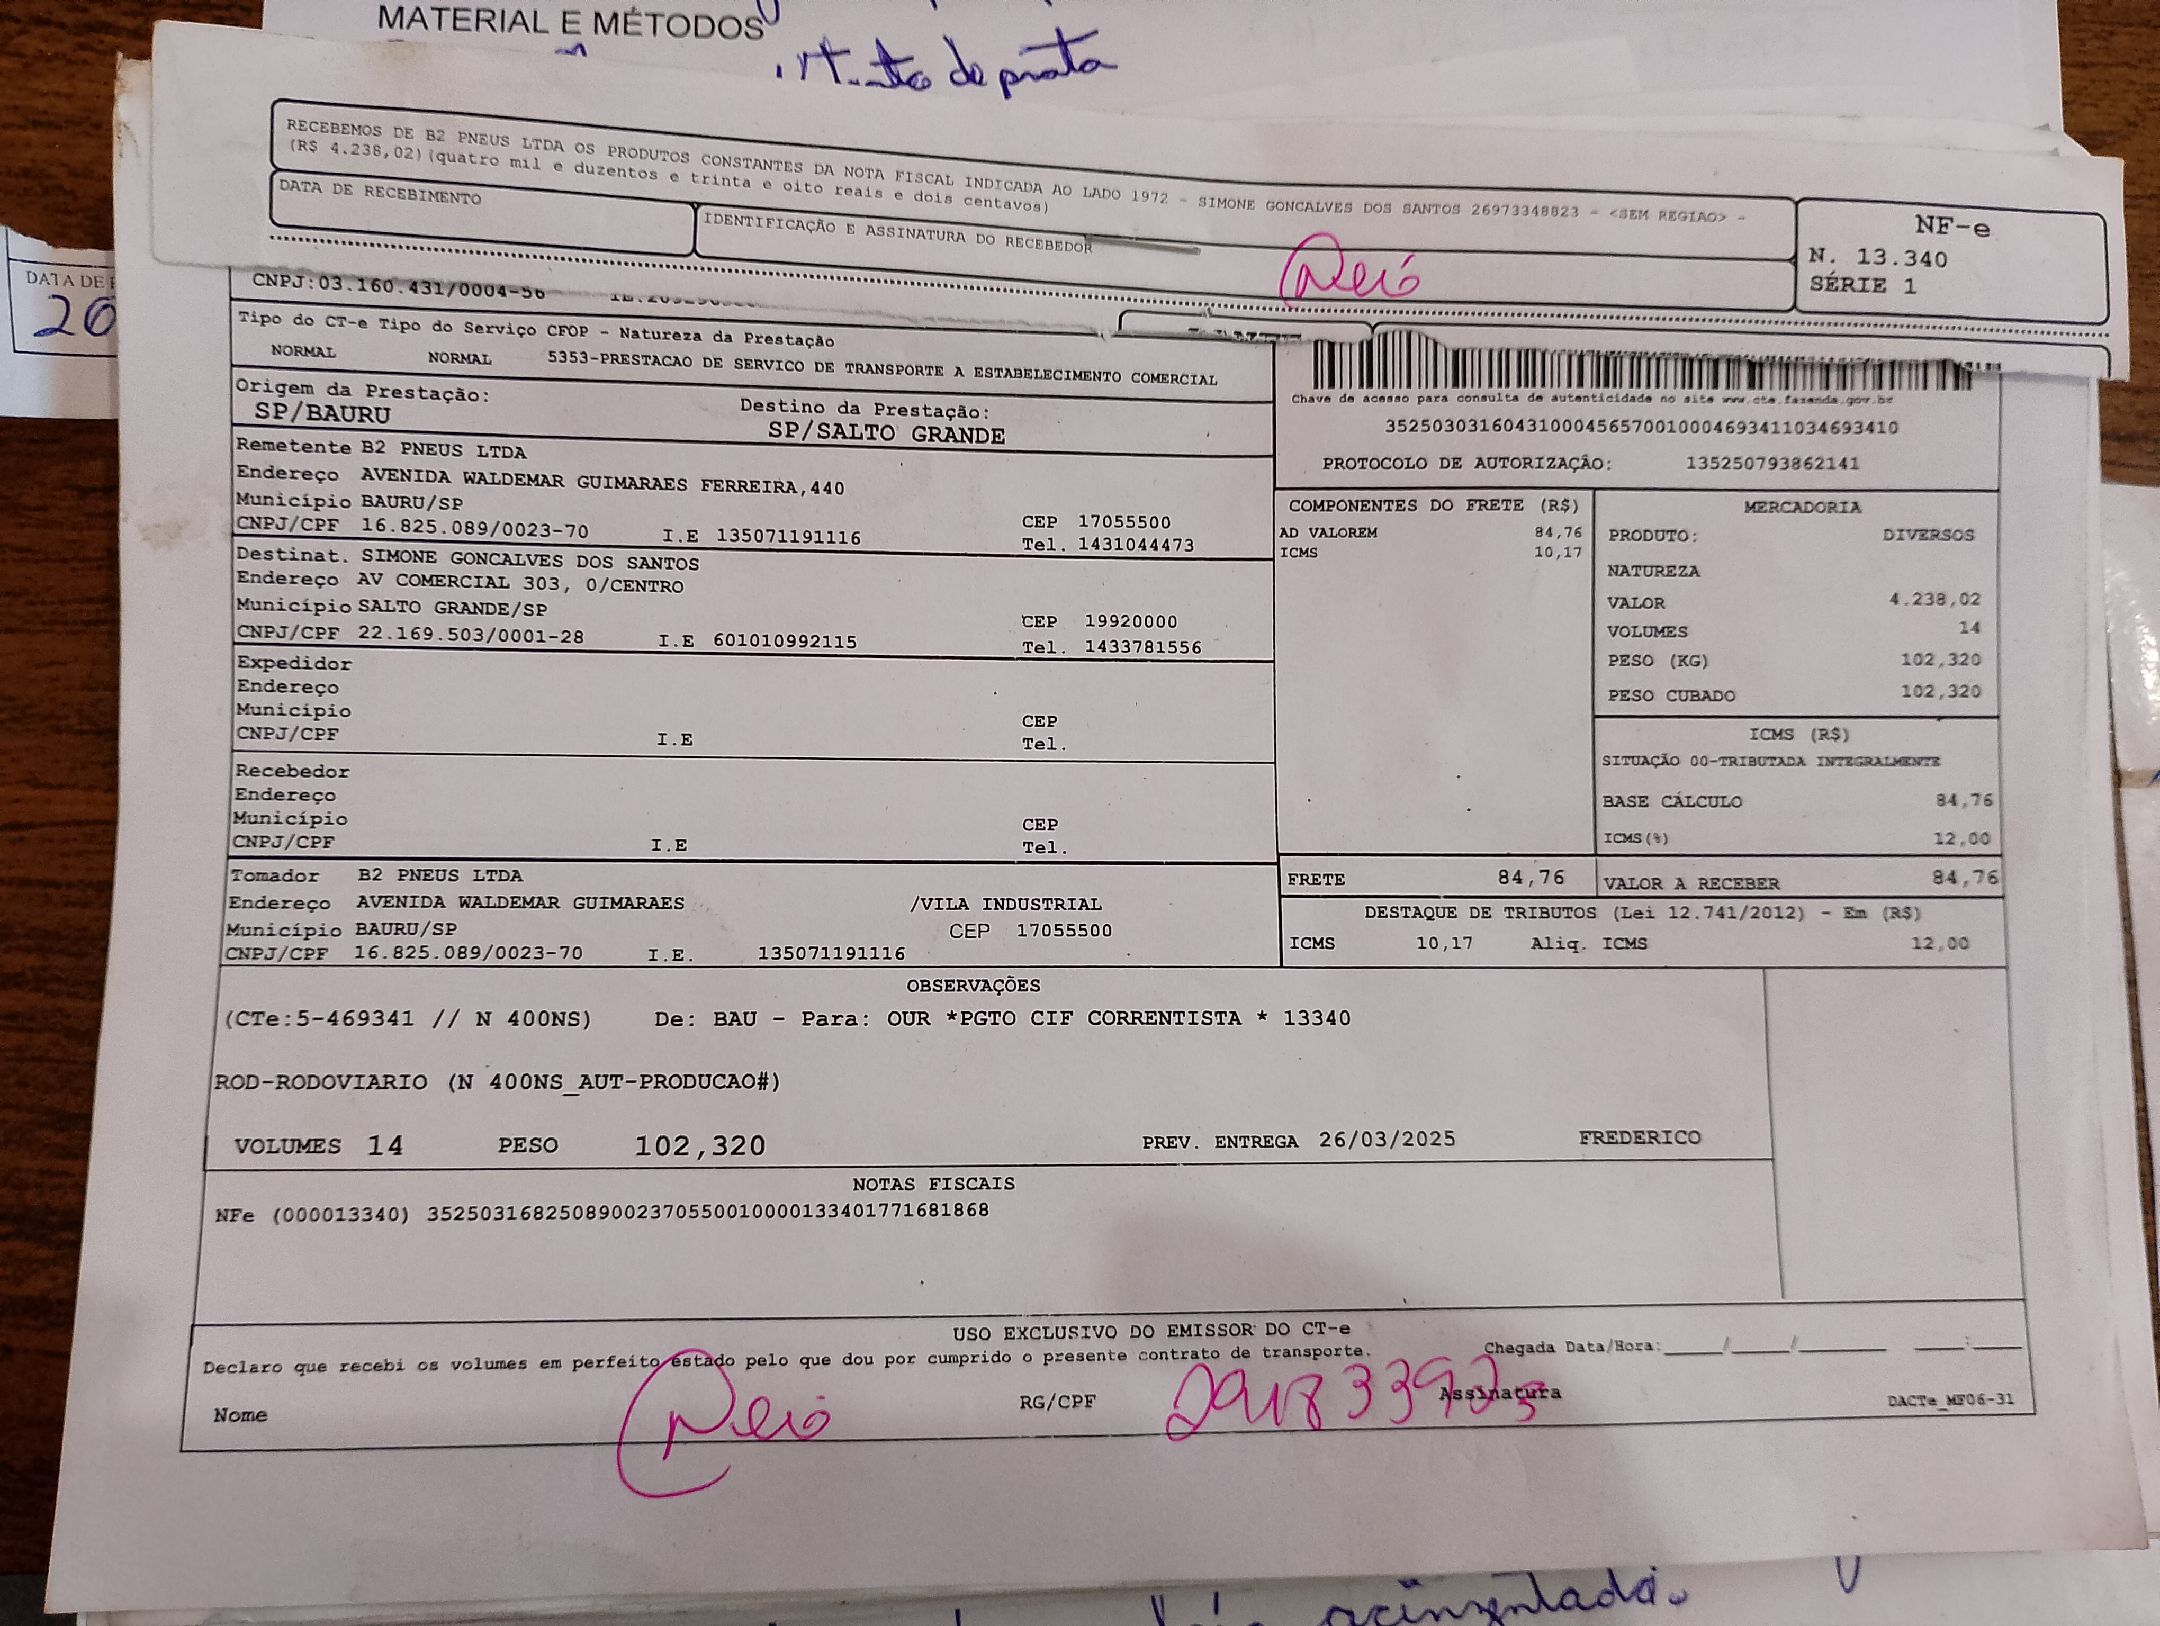 MATERIAL E MÉTODOS
de prata
RECEBEMOS DE B2 PNEUS LTDA OS PRODUTOS CONSTANTES DA NOTA FISCAL INDICADA AO LADO 1972 - SIMONE GONCALVES DOS SANTOS 26973348823 - <SEM REGIAO> -
(R$ 4.238,02) (quatro mil e duzentos e trinta e oito reais e dois centavos)
DATA DE RECEBIMENTO
IDENTIFICAÇÃO E ASSINATURA DO RECEBEDOR
NF-e
N. 13.340
SÉRIE 1
DATA DE
20
CNPJ:03.160.431/0004-56
Tipo do CT-e Tipo do Serviço CFOP - Natureza da Prestação
NORMAL NORMAL 5353-PRESTACAO DE SERVICO DE TRANSPORTE A ESTABELECIMENTO COMERCIAL
Origem da Prestação: Destino da Prestação:
SP/BAURU SP/SALTO GRANDE
Chave de acesso para consulta de autenticidade no site www.cte.fazenda.gov.br
35250303160431000456570010004693411034693410
PROTOCOLO DE AUTORIZAÇÃO: 135250793862141
Remetente B2 PNEUS LTDA
Endereço AVENIDA WALDEMAR GUIMARAES FERREIRA,440
Município BAURU/SP CEP 17055500
CNPJ/CPF 16.825.089/0023-70 I.E 135071191116 Tel. 1431044473
Destinat. SIMONE GONCALVES DOS SANTOS
Endereço AV COMERCIAL 303, 0/CENTRO
Município SALTO GRANDE/SP CEP 19920000
CNPJ/CPF 22.169.503/0001-28 I.E 601010992115 Tel. 1433781556
Expedidor
Endereço
Município CEP
CNPJ/CPF I.E Tel.
Recebedor
Endereço
Município CEP
CNPJ/CPF I.E Tel.
Tomador B2 PNEUS LTDA
Endereço AVENIDA WALDEMAR GUIMARAES /VILA INDUSTRIAL
Município BAURU/SP CEP 17055500
CNPJ/CPF 16.825.089/0023-70 I.E. 135071191116
COMPONENTES DO FRETE (R$)
AD VALOREM 84,76
ICMS 10,17
MERCADORIA
PRODUTO: DIVERSOS
NATUREZA
VALOR 4.238,02
VOLUMES 14
PESO (KG) 102,320
PESO CUBADO 102,320
ICMS (R$)
SITUAÇÃO 00-TRIBUTADA INTEGRALMENTE
BASE CÁLCULO 84,76
ICMS(%) 12,00
FRETE 84,76 VALOR A RECEBER 84,76
DESTAQUE DE TRIBUTOS (Lei 12.741/2012) - Em (R$)
ICMS 10,17 Aliq. ICMS 12,00
OBSERVAÇÕES
(CTe:5-469341 // N 400NS) De: BAU - Para: OUR *PGTO CIF CORRENTISTA * 13340
ROD-RODOVIARIO (N 400NS_AUT-PRODUCAO#)
VOLUMES 14 PESO 102,320 PREV. ENTREGA 26/03/2025 FREDERICO
NOTAS FISCAIS
NFe (000013340) 35250316825089002370550010000133401771681868
USO EXCLUSIVO DO EMISSOR DO CT-e
Declaro que recebi os volumes em perfeito estado pelo que dou por cumprido o presente contrato de transporte. Chegada Data/Hora:____/____/______ ____:____
Nome RG/CPF Assinatura DACTe_MF06-31
acinzentado.